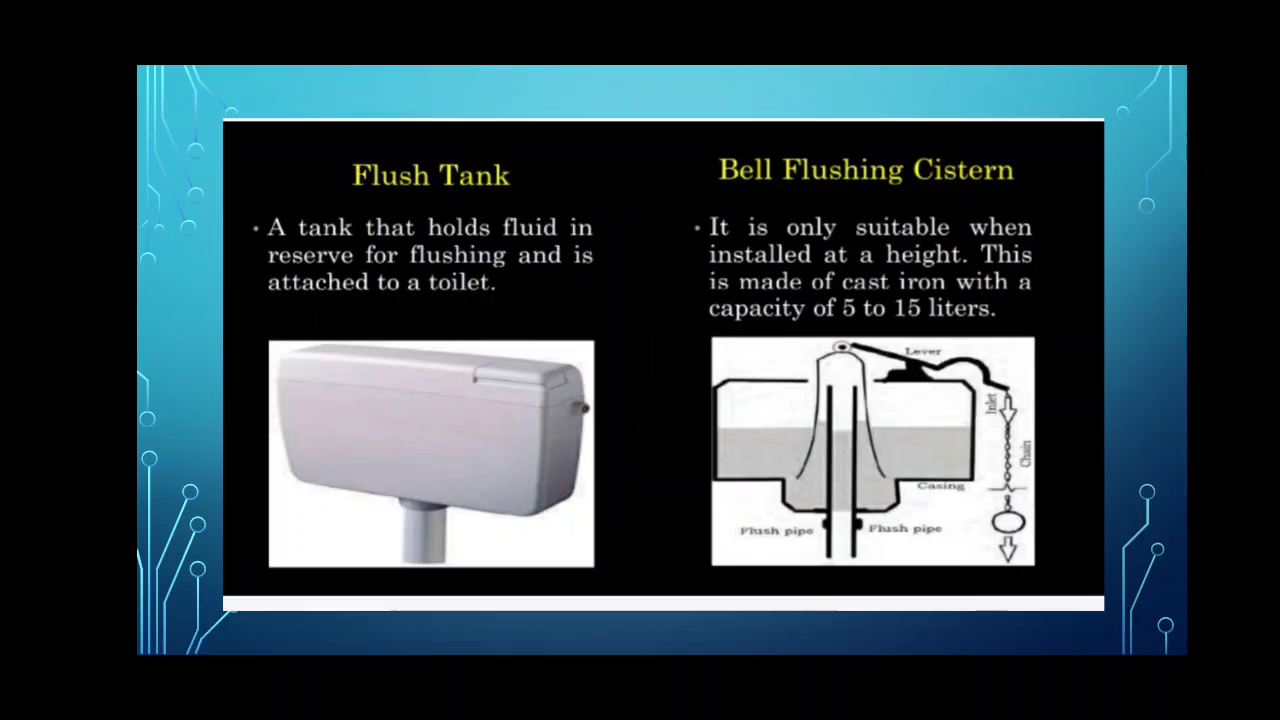 Flush Tank
• A tank that holds fluid in
reserve for flushing and is
attached to a toilet.
Bell Flushing Cistern
• It is only suitable when
installed at a height. This
is made of cast iron with a
capacity of 5 to 15 liters.
Lever
Inlet
Chain
Casing
Flush pipe
Flush pipe